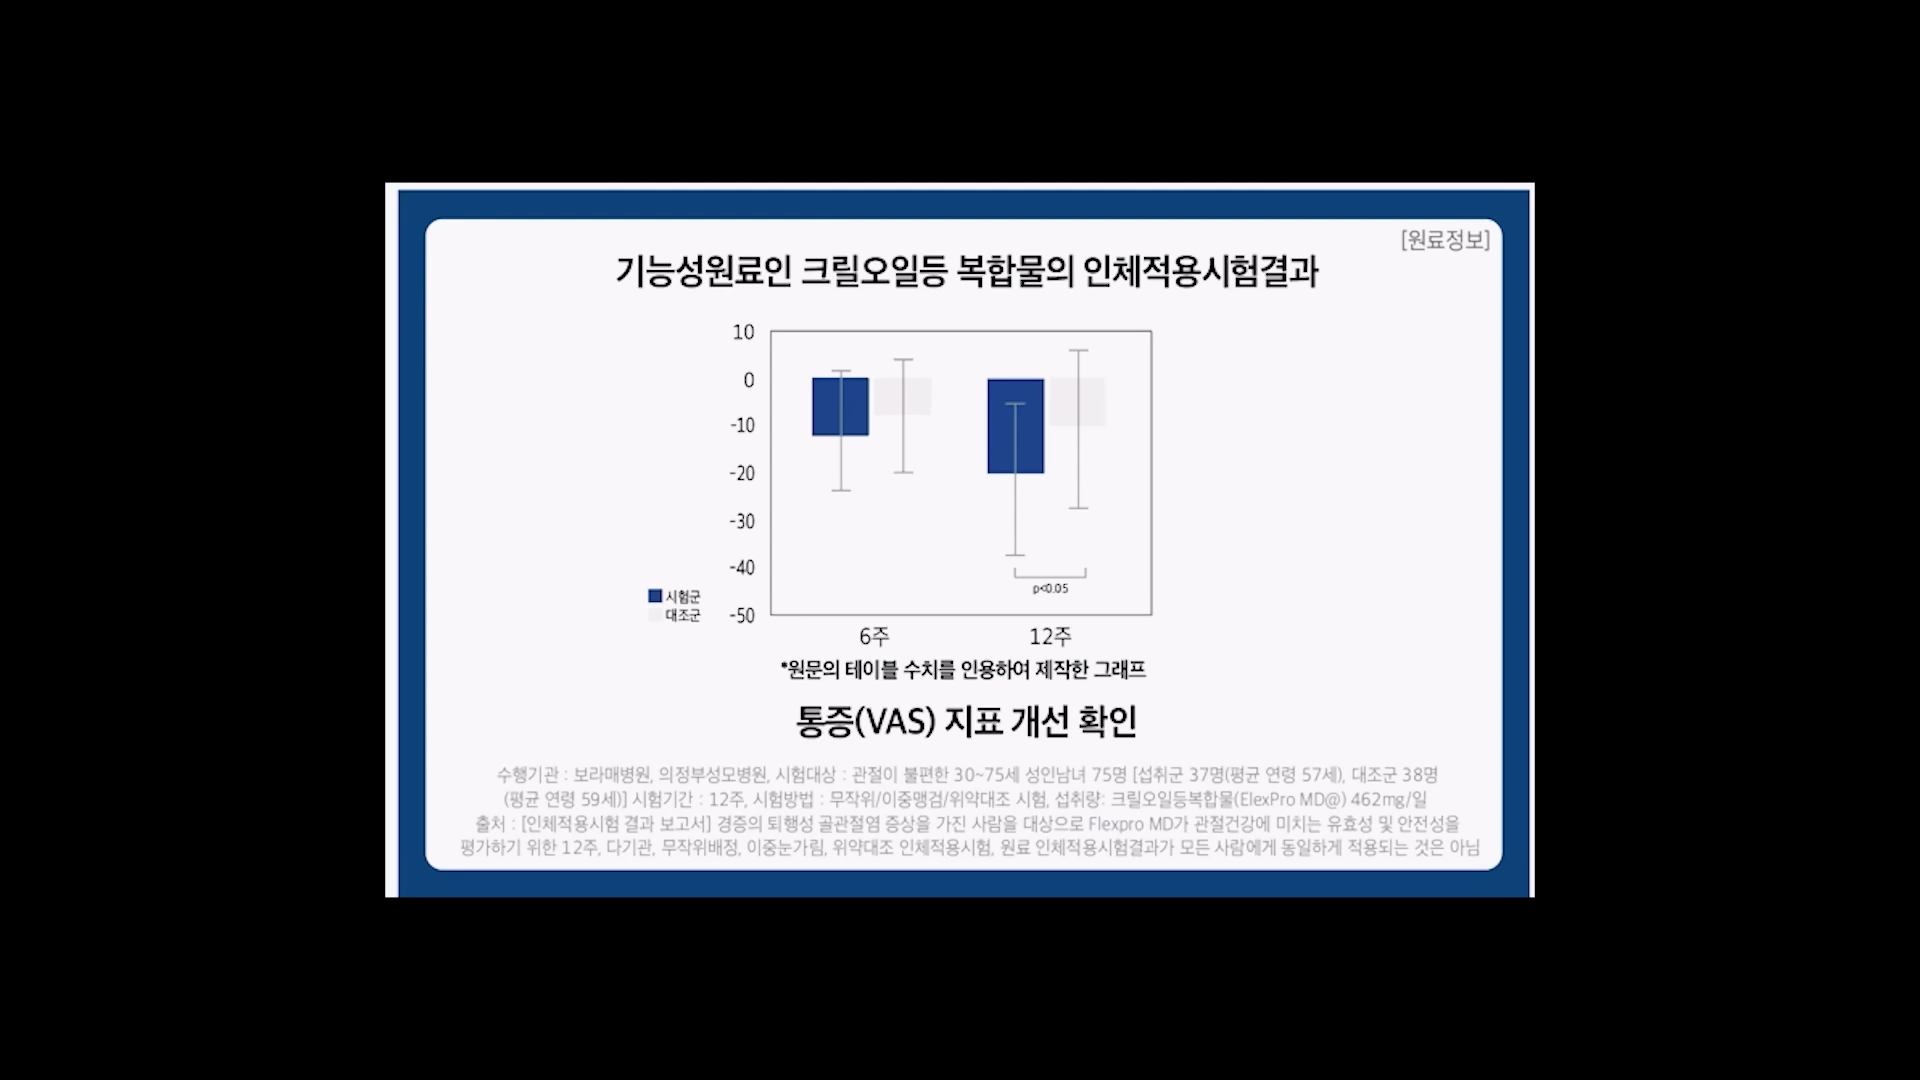 [원료정보]
기능성원료인 크릴오일등 복합물의 인체적용시험결과
10
0
-10
-20
-30
-40
-50
p<0.05
시험군
대조군
6주
12주
*원문의 테이블 수치를 인용하여 제작한 그래프
통증(VAS) 지표 개선 확인
수행기관 : 보라매병원, 의정부성모병원, 시험대상 : 관절이 불편한 30~75세 성인남녀 75명 [섭취군 37명(평균 연령 57세), 대조군 38명
(평균 연령 59세)] 시험기간 : 12주, 시험방법 : 무작위/이중맹검/위약대조 시험, 섭취량: 크릴오일등복합물(ElexPro MD@) 462mg/일
출처 : [인체적용시험 결과 보고서] 경증의 퇴행성 골관절염 증상을 가진 사람을 대상으로 Flexpro MD가 관절건강에 미치는 유효성 및 안전성을
평가하기 위한 12주, 다기관, 무작위배정, 이중눈가림, 위약대조 인체적용시험, 원료 인체적용시험결과가 모든 사람에게 동일하게 적용되는 것은 아님